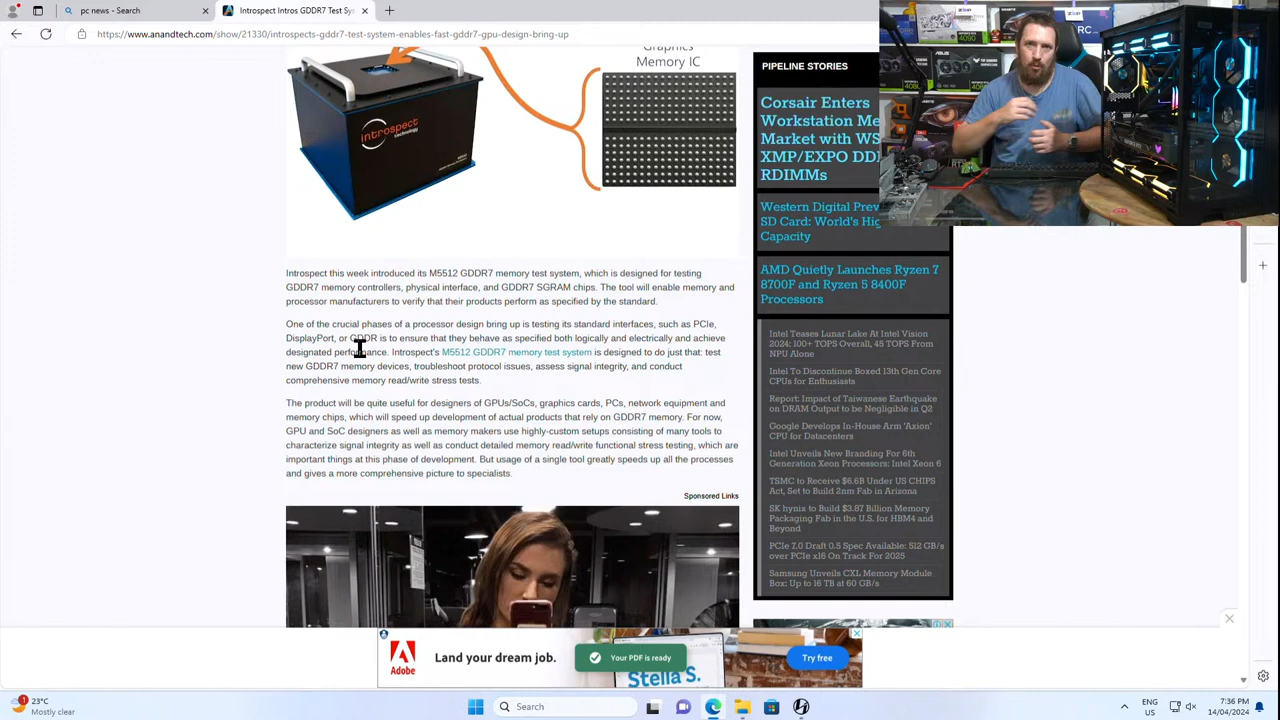 pc news - Search
Introspect Intros GDDR7 Test Sys
https://www.anandtech.com/show/21350/introspects-gddr7-test-system-enables-fast-gddr7-gpu-design-bring-up
Graphics
Memory IC
introspect
technology
Introspect this week introduced its M5512 GDDR7 memory test system, which is designed for testing
GDDR7 memory controllers, physical interface, and GDDR7 SGRAM chips. The tool will enable memory and
processor manufacturers to verify that their products perform as specified by the standard.
One of the crucial phases of a processor design bring up is testing its standard interfaces, such as PCIe,
DisplayPort, or GDDR is to ensure that they behave as specified both logically and electrically and achieve
designated performance. Introspect's M5512 GDDR7 memory test system is designed to do just that: test
new GDDR7 memory devices, troubleshoot protocol issues, assess signal integrity, and conduct
comprehensive memory read/write stress tests.
The product will be quite useful for designers of GPUs/SoCs, graphics cards, PCs, network equipment and
memory chips, which will speed up development of actual products that rely on GDDR7 memory. For now,
GPU and SoC designers as well as memory makers use highly-custom setups consisting of many tools to
characterize signal integrity as well as conduct detailed memory read/write functional stress testing, which are
important things at this phase of development. But usage of a single tool greatly speeds up all the processes
and gives a more comprehensive picture to specialists.
Sponsored Links
PIPELINE STORIES
Corsair Enters
Workstation Me
Market with WS
XMP/EXPO DD
RDIMMs
Western Digital Prev
SD Card: World's Hig
Capacity
AMD Quietly Launches Ryzen 7
8700F and Ryzen 5 8400F
Processors
Intel Teases Lunar Lake At Intel Vision
2024: 100+ TOPS Overall, 45 TOPS From
NPU Alone
Intel To Discontinue Boxed 13th Gen Core
CPUs for Enthusiasts
Report: Impact of Taiwanese Earthquake
on DRAM Output to be Negligible in Q2
Google Develops In-House Arm 'Axion'
CPU for Datacenters
Intel Unveils New Branding For 6th
Generation Xeon Processors: Intel Xeon 6
TSMC to Receive $6.6B Under US CHIPS
Act, Set to Build 2nm Fab in Arizona
SK hynix to Build $3.87 Billion Memory
Packaging Fab in the U.S. for HBM4 and
Beyond
PCIe 7.0 Draft 0.5 Spec Available: 512 GB/s
over PCIe x16 On Track For 2025
Samsung Unveils CXL Memory Module
Box: Up to 16 TB at 60 GB/s
Adobe
Land your dream job.
Your PDF is ready
Stella S.
Try free
1
23°C
Mostly clear
Search
ENG
US
7:36 PM
14/04/2024